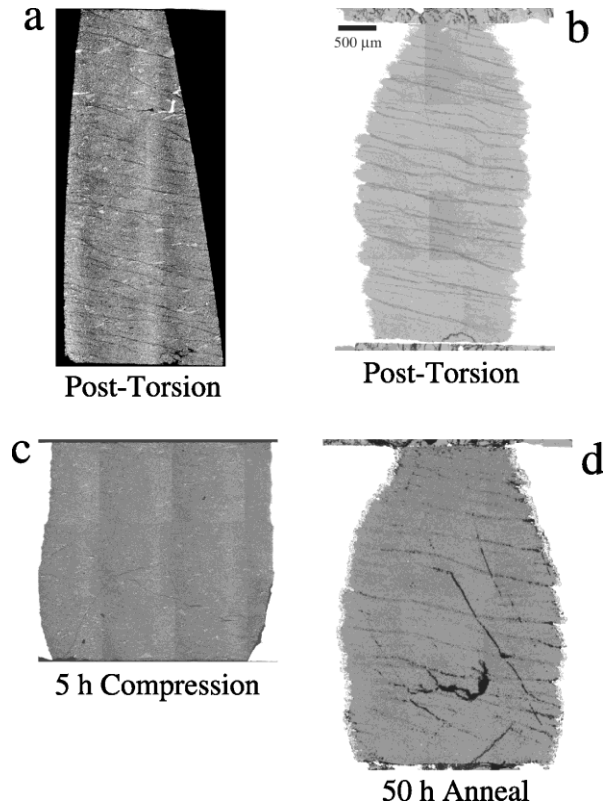 a
b
500 µm
Post-Torsion
Post-Torsion
c
d
5 h Compression
50 h Anneal